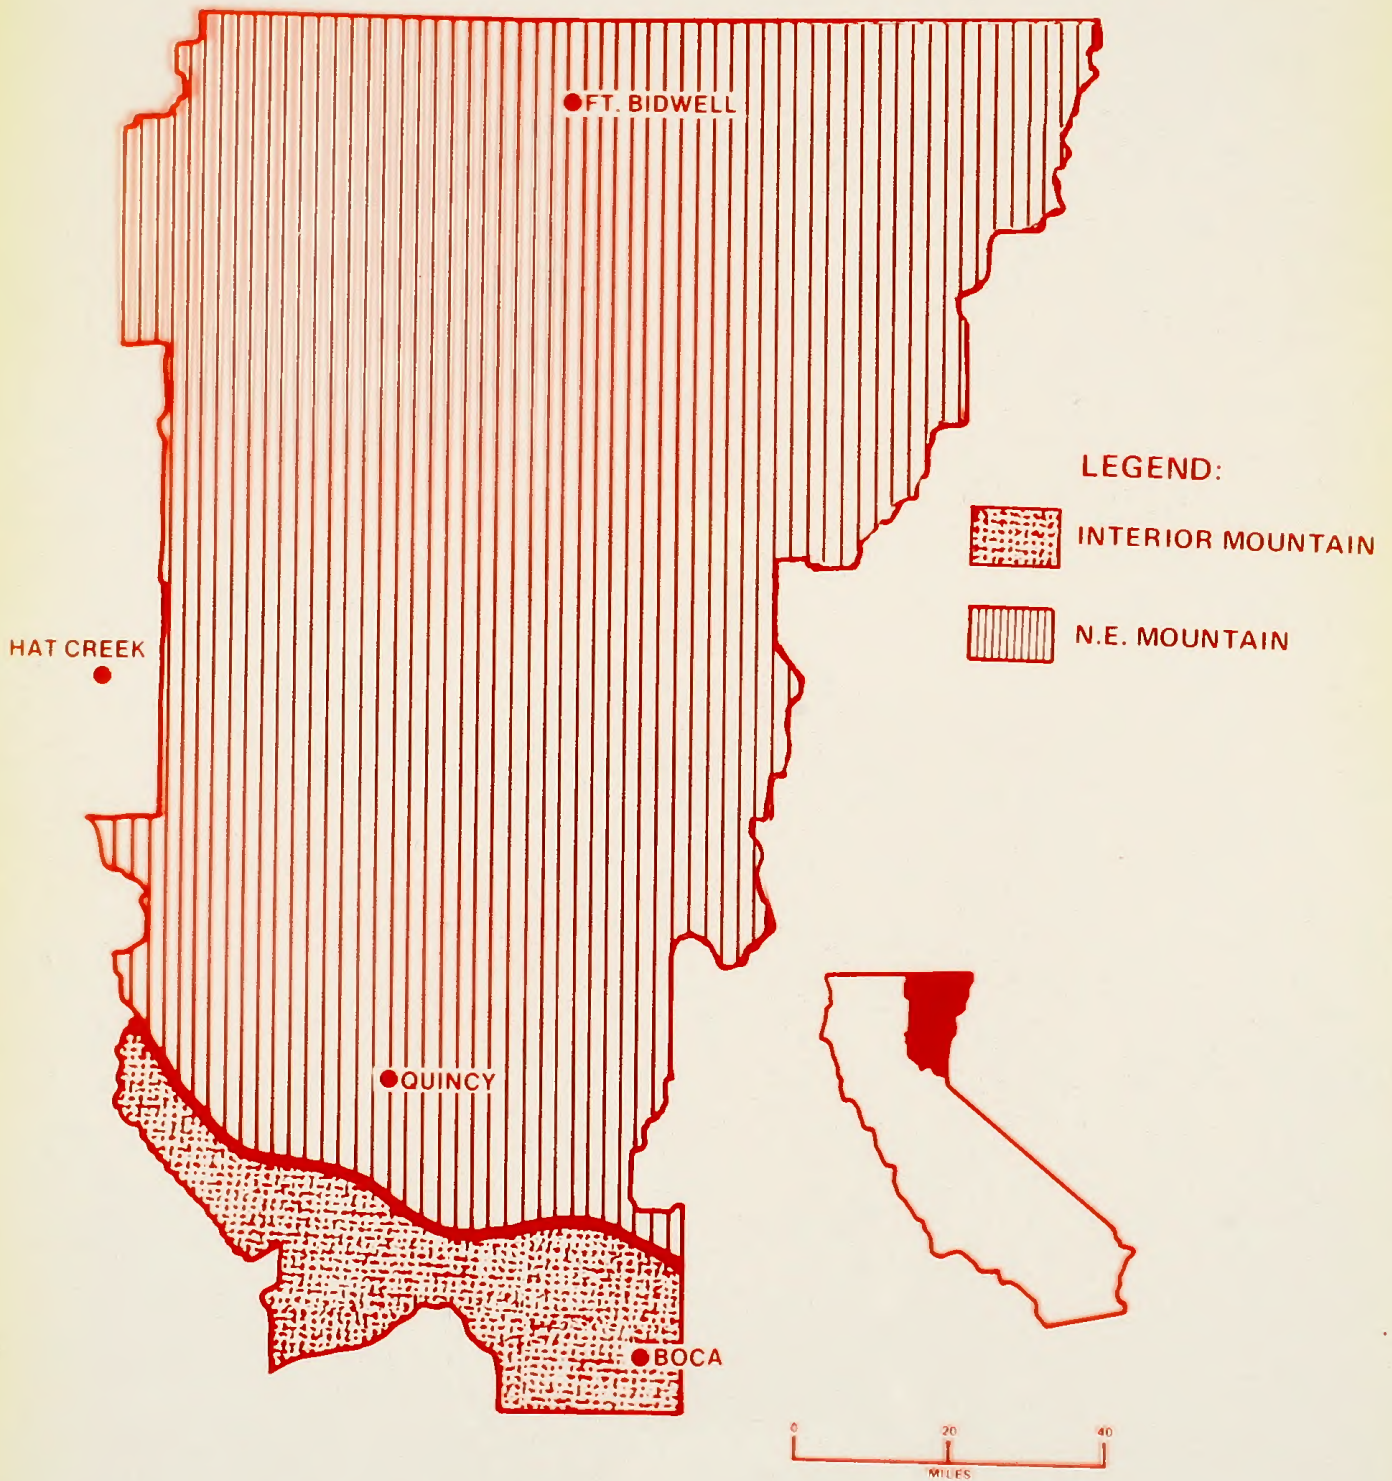 FT. BIDWELL
LEGEND:
INTERIOR MOUNTAIN
N.E. MOUNTAIN
HAT CREEK
QUINCY
BOCA
0 20 40
MILES